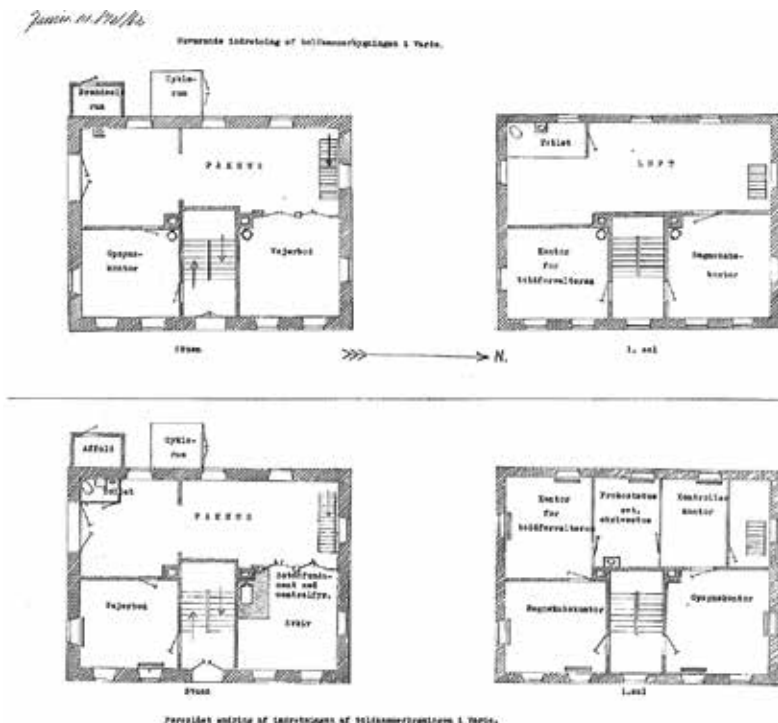 Nuværende indretning af toldkammerbygningen i Varde.
Cykle-
rum
rum
Toilet
PAKHUS
LOFT
Opsyns-
kontor
Vejerbod
Kontor
for
toldforvalteren
Regnskabs-
kontor
Stuen
N.
1. sal
Affald
Cykle-
rum
Toilet
PAKHUS
Kontor
for
toldforvalteren
Kontrollør
kontor
Vejerbod
Arkiv
Regnskabskontor
Opsynskontor
Stuen
1.sal
ændring af indretningen af toldkammerbygningen i Varde.